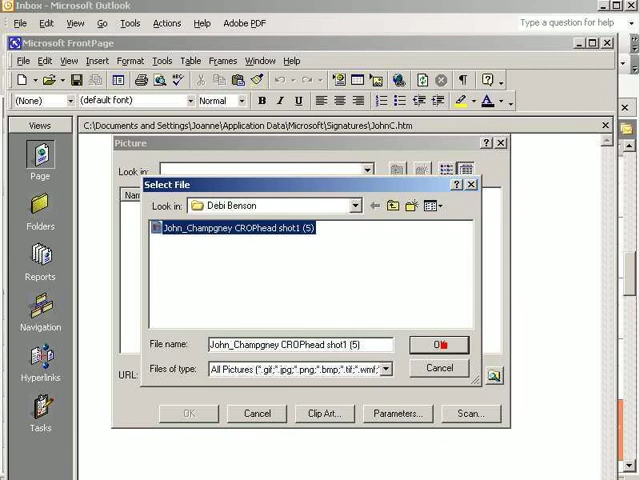 Inbox - Microsoft Outlook
File Edit View Go Tools Actions Help Adobe PDF
Type a question for help
Microsoft FrontPage
File Edit View Insert Format Tools Table Frames Window Help
(None) (default font) Normal B I U A
Views C:\Documents and Settings\Joanne\Application Data\Microsoft\Signatures\JohnC.htm
Page
Folders
Reports
Navigation
Hyperlinks
Tasks
Picture
Look in:
Select File
Look in: Debi Benson
John_Champgney CROPhead shot1 (5)
File name: John_Champgney CROPhead shot1 (5)
Files of type: All Pictures (*.gif;*.jpg;*.png;*.bmp;*.tif;*.wmf;
Cancel
URL:
OK Cancel Clip Art... Parameters... Scan...